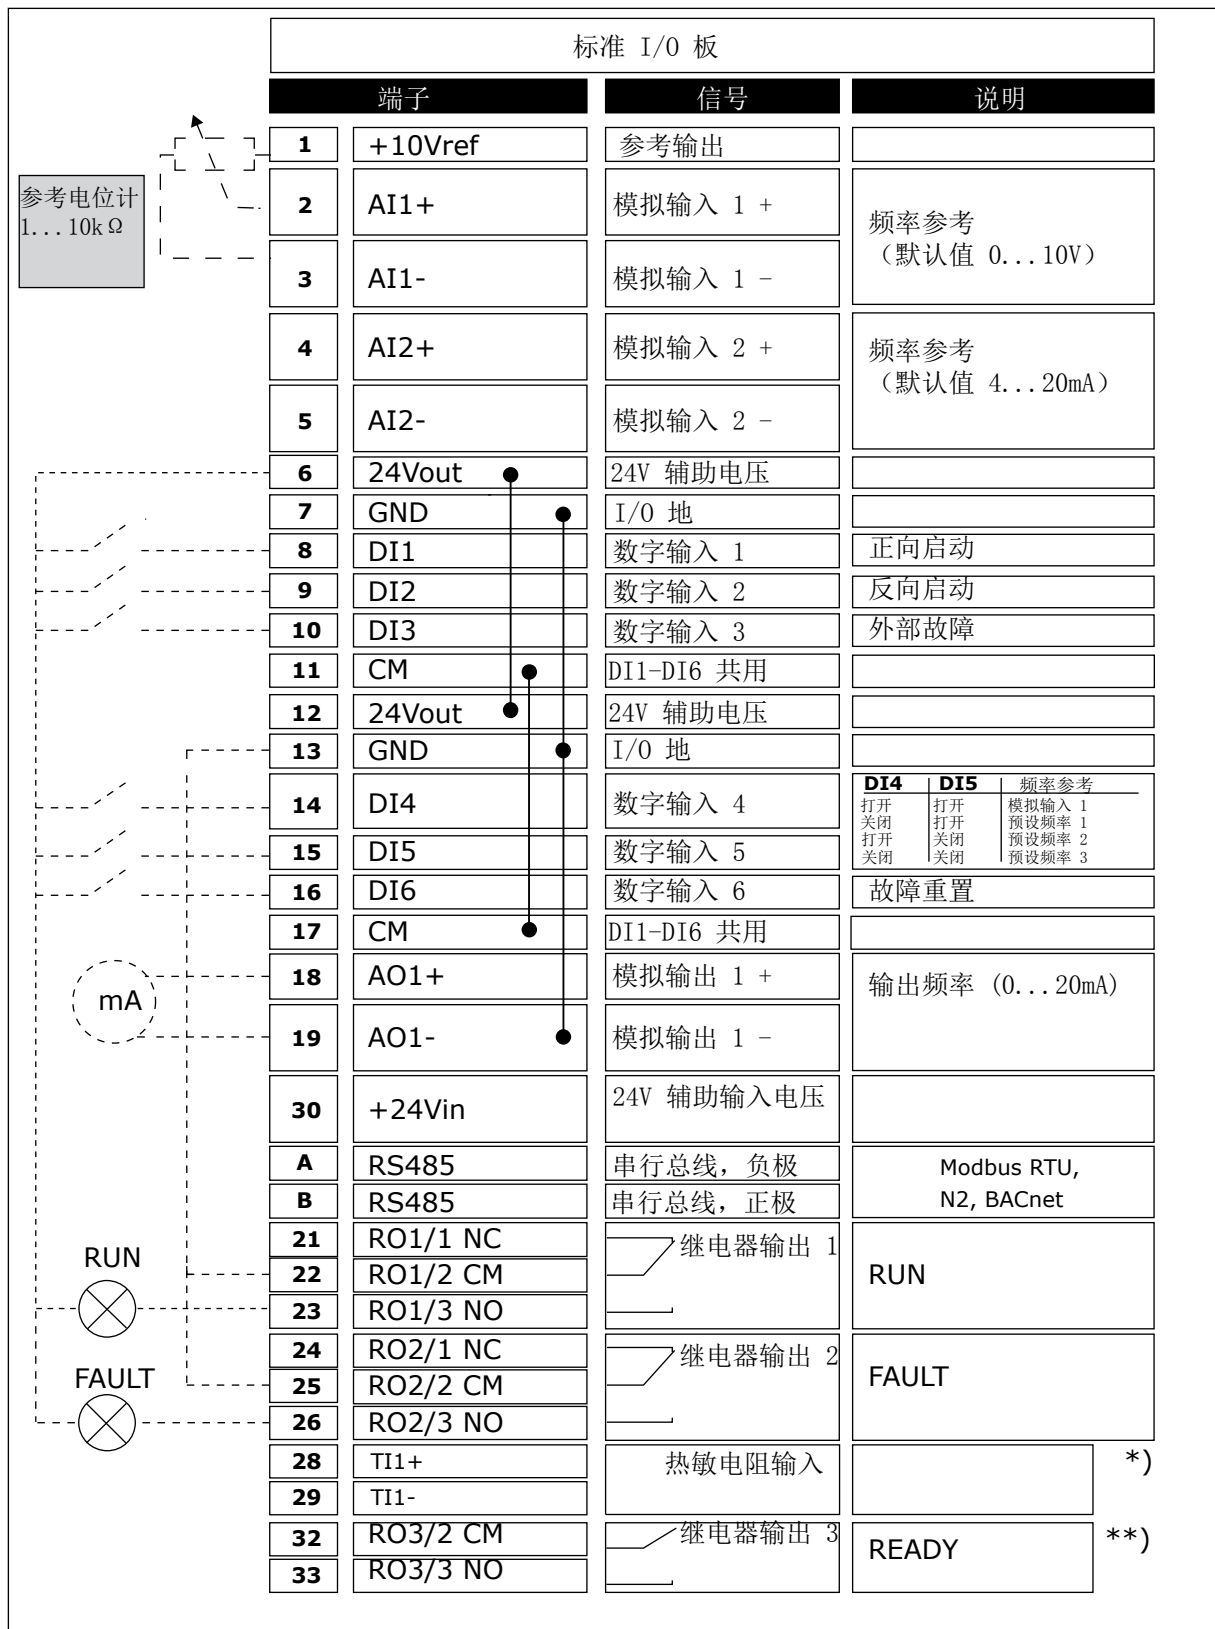 标准 I/O 板
端子 信号 说明
1 +10Vref 参考输出
参考电位计
1...10kΩ
2 AI1+ 模拟输入 1 +
频率参考
（默认值 0...10V）
3 AI1- 模拟输入 1 -
4 AI2+ 模拟输入 2 +
频率参考
（默认值 4...20mA）
5 AI2- 模拟输入 2 -
6 24Vout 24V 辅助电压
7 GND I/O 地
8 DI1 数字输入 1 正向启动
9 DI2 数字输入 2 反向启动
10 DI3 数字输入 3 外部故障
11 CM DI1-DI6 共用
12 24Vout 24V 辅助电压
13 GND I/O 地
14 DI4 数字输入 4
DI4 DI5 频率参考
打开 打开 模拟输入 1
关闭 打开 预设频率 1
打开 关闭 预设频率 2
关闭 关闭 预设频率 3
15 DI5 数字输入 5
16 DI6 数字输入 6 故障重置
17 CM DI1-DI6 共用
18 AO1+ 模拟输出 1 + 输出频率 (0...20mA)
mA
19 AO1- 模拟输出 1 -
30 +24Vin 24V 辅助输入电压
A RS485 串行总线, 负极
Modbus RTU,
N2, BACnet
B RS485 串行总线, 正极
21 RO1/1 NC 继电器输出 1
RUN
22 RO1/2 CM RUN
23 RO1/3 NO
24 RO2/1 NC 继电器输出 2
FAULT
25 RO2/2 CM FAULT
26 RO2/3 NO
28 TI1+ 热敏电阻输入 *)
29 TI1-
32 RO3/2 CM 继电器输出 3 READY **)
33 RO3/3 NO